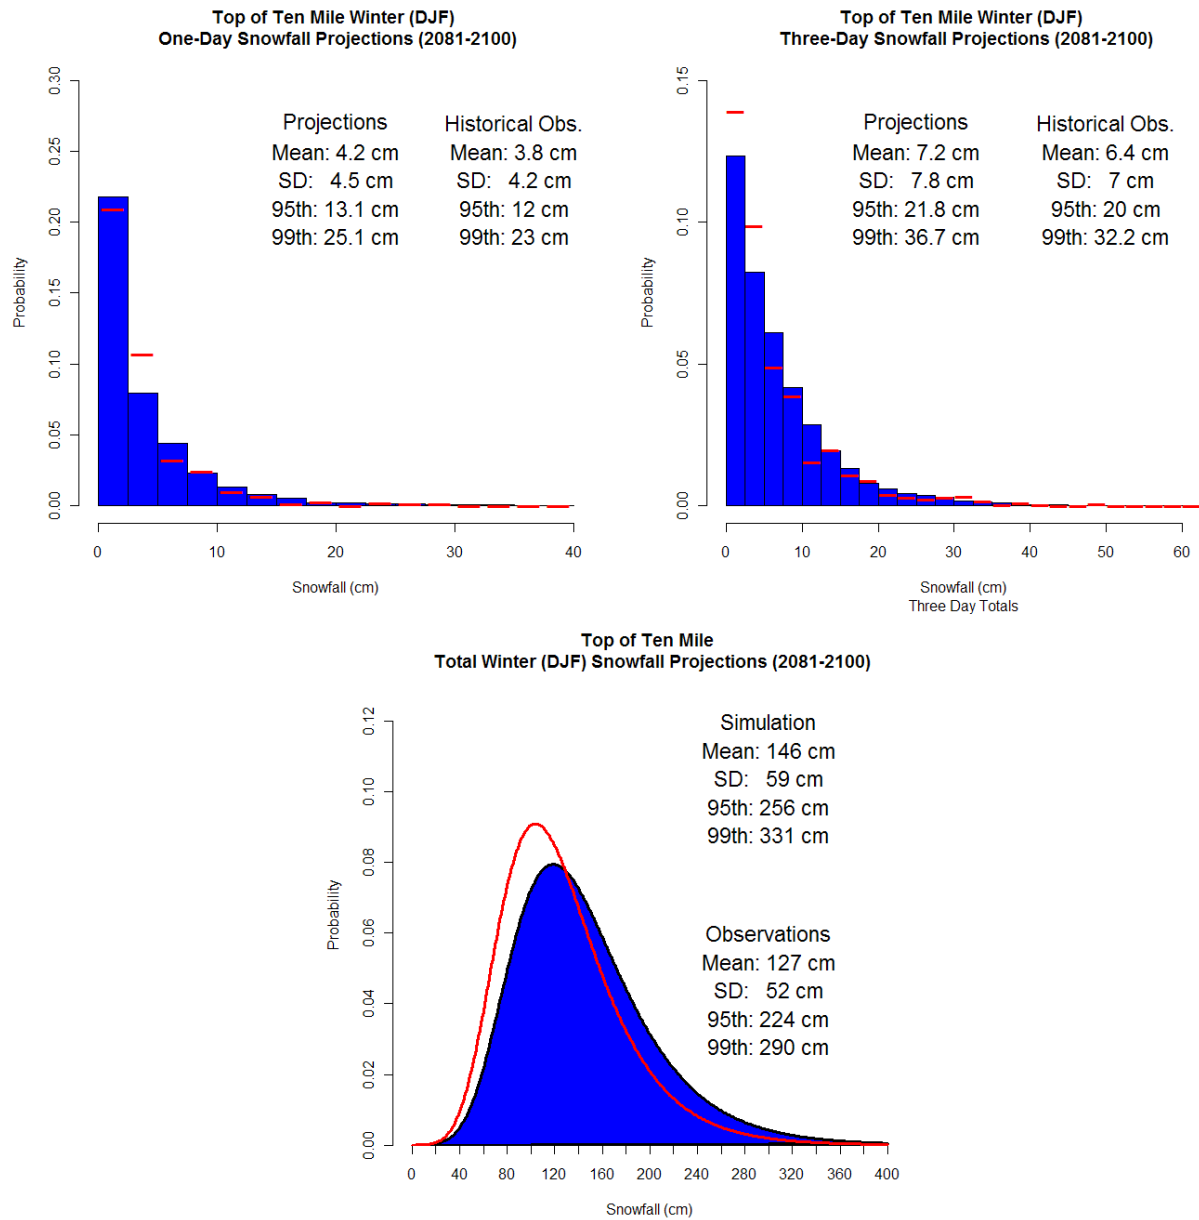 Top of Ten Mile Winter (DJF)
One-Day Snowfall Projections (2081-2100)
Probability
0.30
0.25
0.20
0.15
0.10
0.05
0.00
Projections
Mean: 4.2 cm
SD: 4.5 cm
95th: 13.1 cm
99th: 25.1 cm
Historical Obs.
Mean: 3.8 cm
SD: 4.2 cm
95th: 12 cm
99th: 23 cm
0 10 20 30 40
Snowfall (cm)
Top of Ten Mile Winter (DJF)
Three-Day Snowfall Projections (2081-2100)
Probability
0.15
0.10
0.05
0.00
Projections
Mean: 7.2 cm
SD: 7.8 cm
95th: 21.8 cm
99th: 36.7 cm
Historical Obs.
Mean: 6.4 cm
SD: 7 cm
95th: 20 cm
99th: 32.2 cm
0 10 20 30 40 50 60
Snowfall (cm)
Three Day Totals
Top of Ten Mile
Total Winter (DJF) Snowfall Projections (2081-2100)
Probability
0.12
0.10
0.08
0.06
0.04
0.02
0.00
Simulation
Mean: 146 cm
SD: 59 cm
95th: 256 cm
99th: 331 cm
Observations
Mean: 127 cm
SD: 52 cm
95th: 224 cm
99th: 290 cm
0 40 80 120 160 200 240 280 320 360 400
Snowfall (cm)